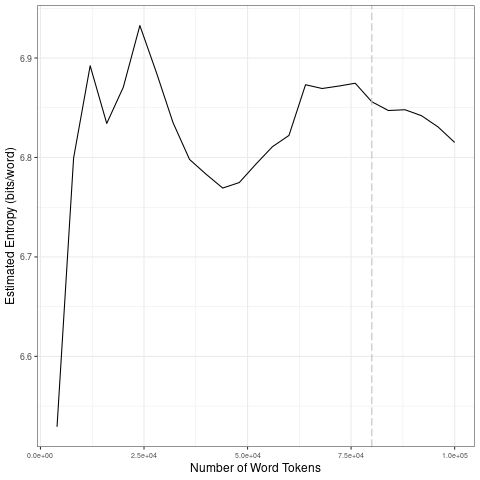 Estimated Entropy (bits/word)
6.9
6.8
6.7
6.6
0.0e+00 2.5e+04 5.0e+04 7.5e+04 1.0e+05
Number of Word Tokens